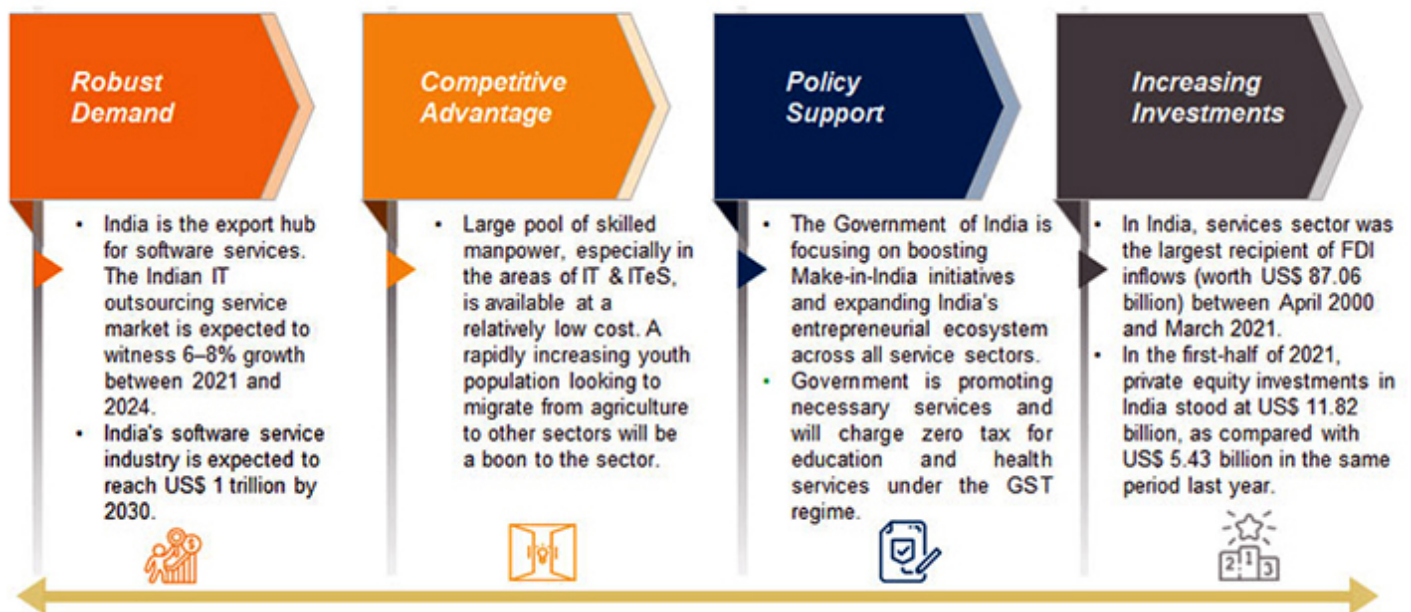 Robust
Demand
• India is the export hub
for software services.
The Indian IT
outsourcing service
market is expected to
witness 6–8% growth
between 2021 and
2024.
• India's software service
industry is expected to
reach US$ 1 trillion by
2030.
Competitive
Advantage
• Large pool of skilled
manpower, especially in
the areas of IT & ITeS,
is available at a
relatively low cost. A
rapidly increasing youth
population looking to
migrate from agriculture
to other sectors will be
a boon to the sector.
Policy
Support
• The Government of India is
focusing on boosting
Make-in-India initiatives
and expanding India's
entrepreneurial ecosystem
across all service sectors.
• Government is promoting
necessary services and
will charge zero tax for
education and health
services under the GST
regime.
Increasing
Investments
• In India, services sector was
the largest recipient of FDI
inflows (worth US$ 87.06
billion) between April 2000
and March 2021.
• In the first-half of 2021,
private equity investments in
India stood at US$ 11.82
billion, as compared with
US$ 5.43 billion in the same
period last year.
$
2 1 3